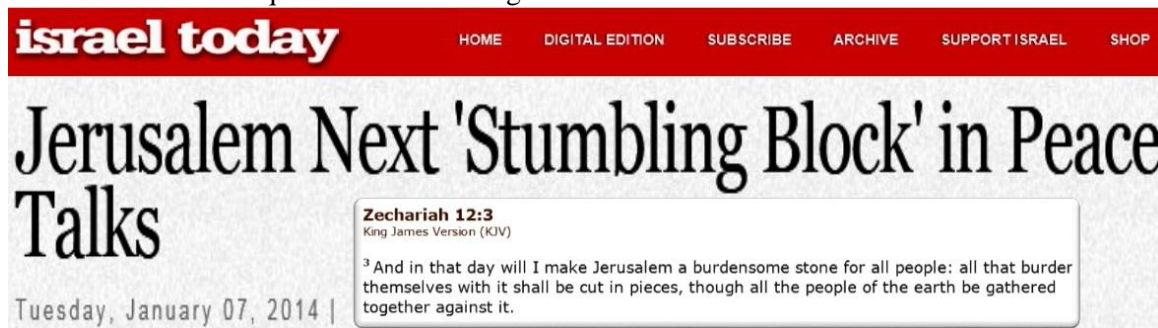 israel today
HOME DIGITAL EDITION SUBSCRIBE ARCHIVE SUPPORT ISRAEL SHOP
Jerusalem Next 'Stumbling Block' in Peace
Talks
Tuesday, January 07, 2014 |
Zechariah 12:3
King James Version (KJV)
3 And in that day will I make Jerusalem a burdensome stone for all people: all that burder
themselves with it shall be cut in pieces, though all the people of the earth be gathered
together against it.